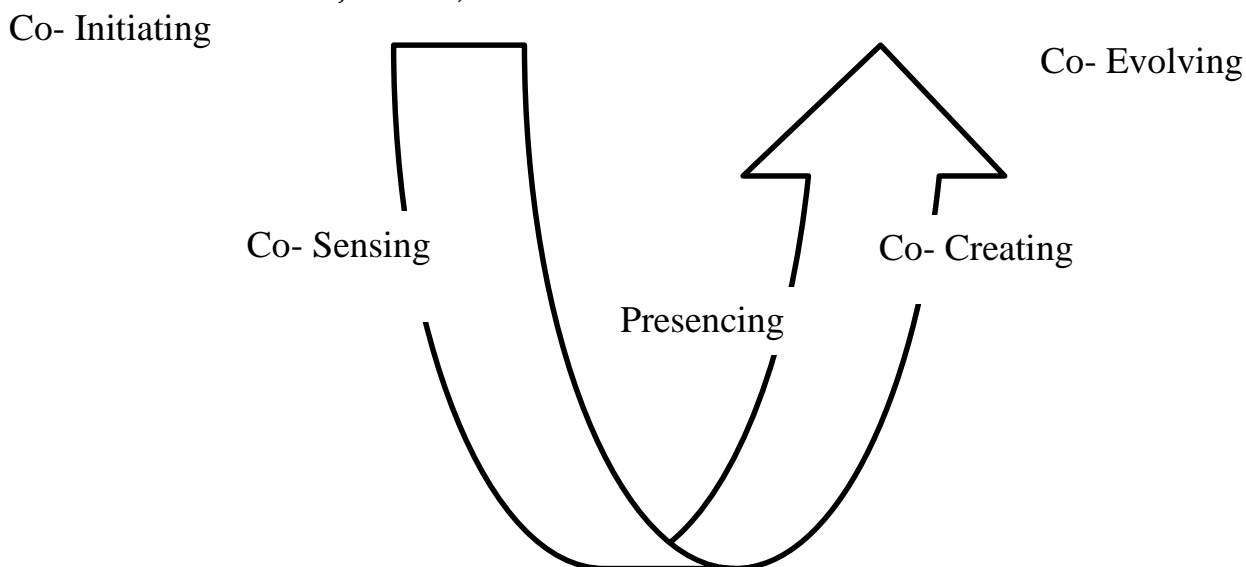 Co- Initiating
Co- Evolving
Co- Sensing
Co- Creating
Presencing